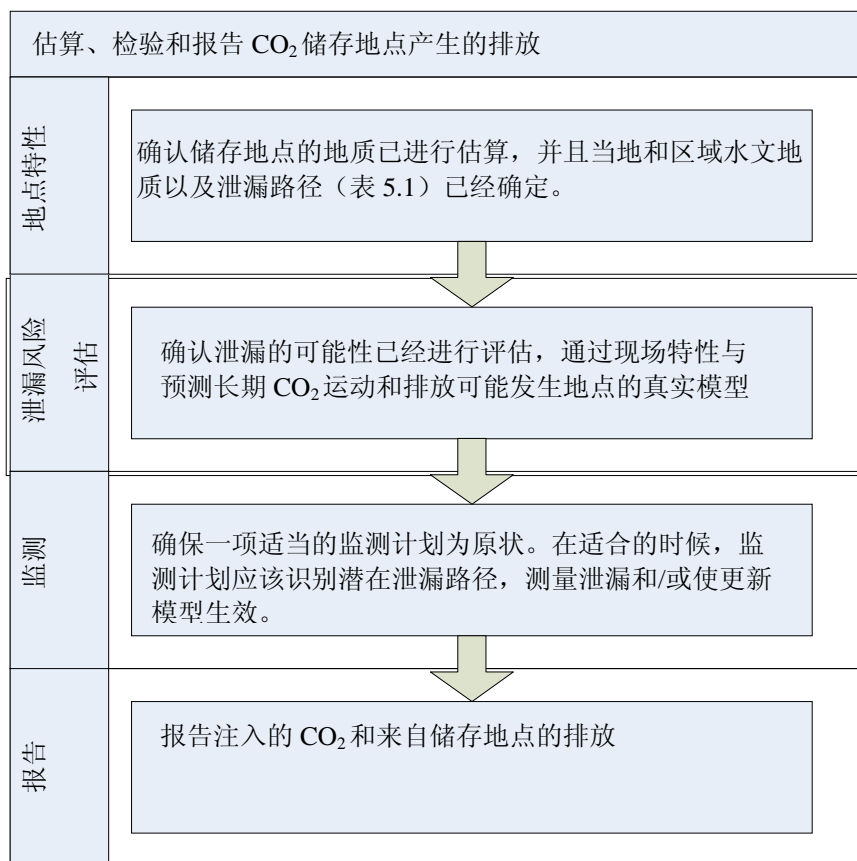 估算、检验和报告 CO₂ 储存地点产生的排放
地点特性
确认储存地点的地质已进行估算，并且当地和区域水文地
质以及泄漏路径（表 5.1）已经确定。
泄漏风险
评估
确认泄漏的可能性已经进行评估，通过现场特性与
预测长期 CO₂ 运动和排放可能发生地点的真实模型
监测
确保一项适当的监测计划为原状。在适合的时候，监
测计划应该识别潜在泄漏路径，测量泄漏和/或使更新
模型生效。
报告
报告注入的 CO₂ 和来自储存地点的排放